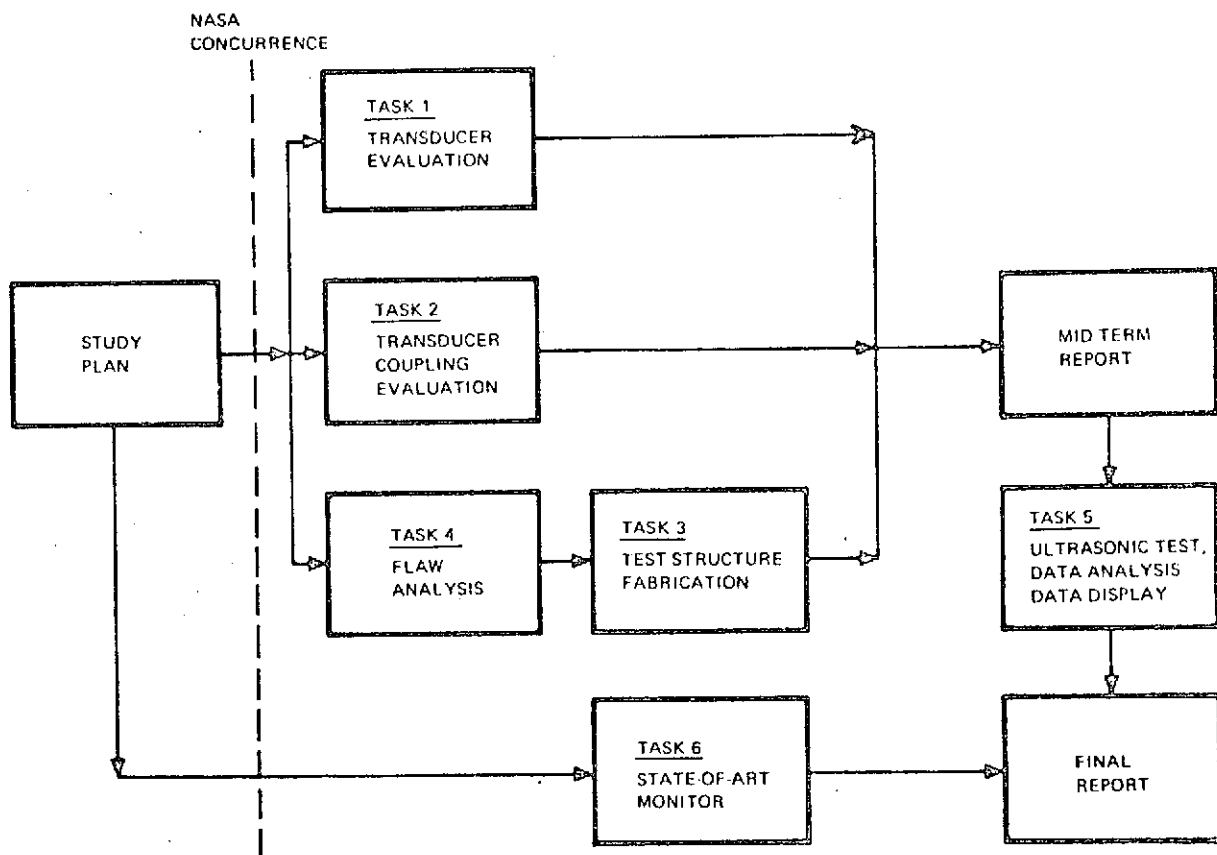 NASA
CONCURRENCE
TASK 1
TRANSDUCER
EVALUATION
STUDY
PLAN
TASK 2
TRANSDUCER
COUPLING
EVALUATION
MID TERM
REPORT
TASK 4
FLAW
ANALYSIS
TASK 3
TEST STRUCTURE
FABRICATION
TASK 5
ULTRASONIC TEST,
DATA ANALYSIS
DATA DISPLAY
TASK 6
STATE-OF-ART
MONITOR
FINAL
REPORT